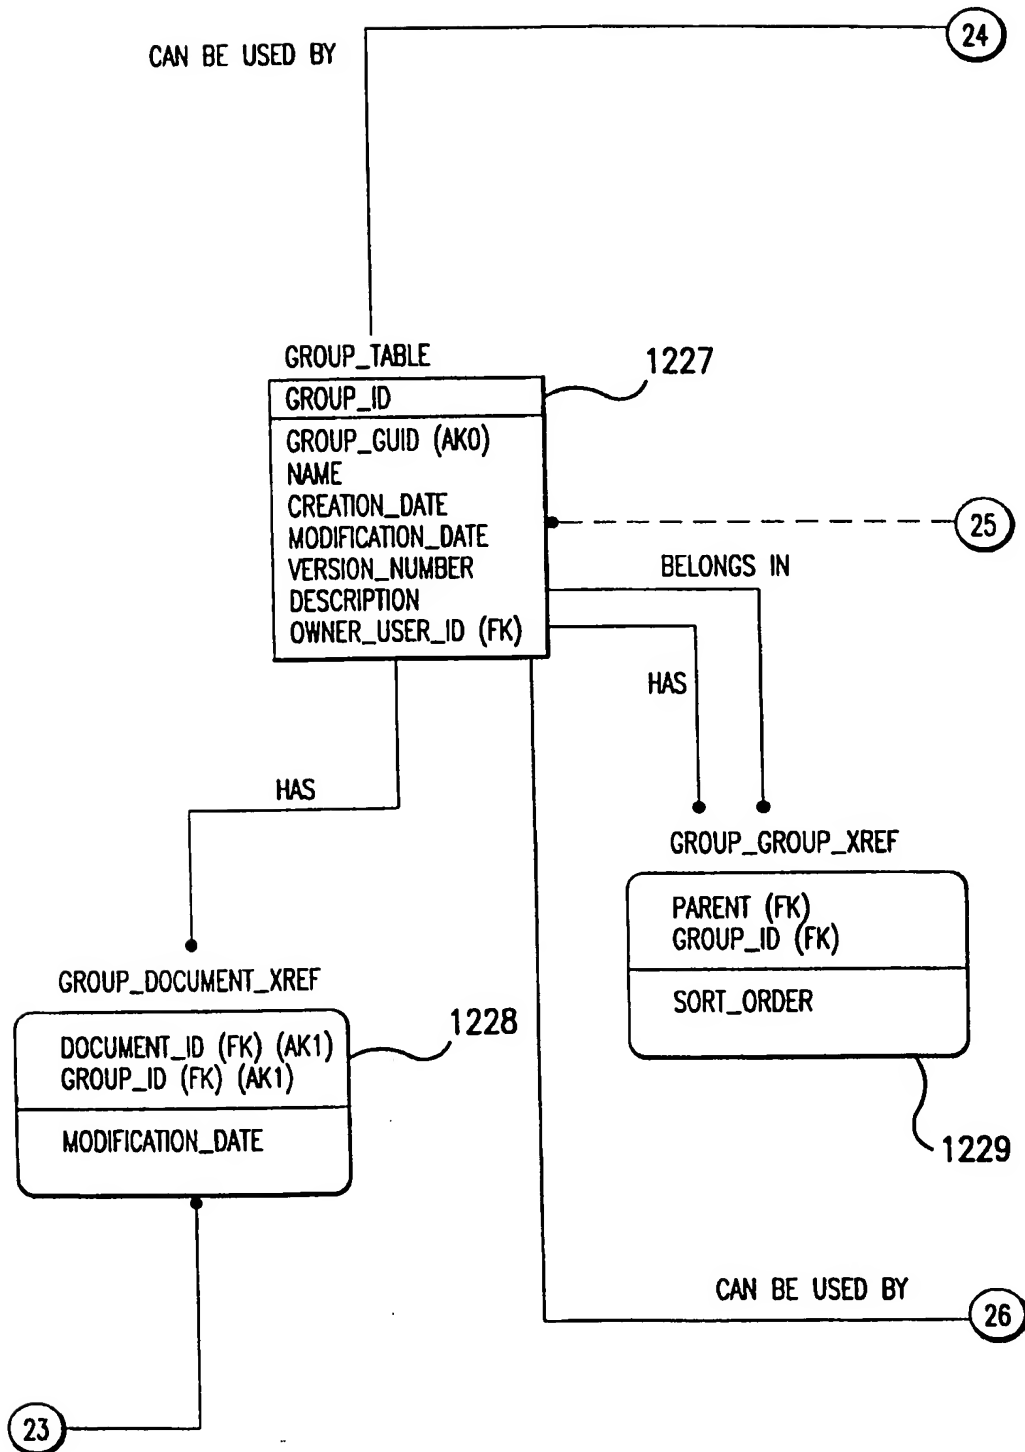 24
CAN BE USED BY
GROUP_TABLE
1227
GROUP_ID
GROUP_GUID (AK0)
NAME
CREATION_DATE
MODIFICATION_DATE
VERSION_NUMBER
DESCRIPTION
OWNER_USER_ID (FK)
25
BELONGS IN
HAS
HAS
GROUP_GROUP_XREF
PARENT (FK)
GROUP_ID (FK)
SORT_ORDER
1229
GROUP_DOCUMENT_XREF
1228
DOCUMENT_ID (FK) (AK1)
GROUP_ID (FK) (AK1)
MODIFICATION_DATE
CAN BE USED BY
26
23